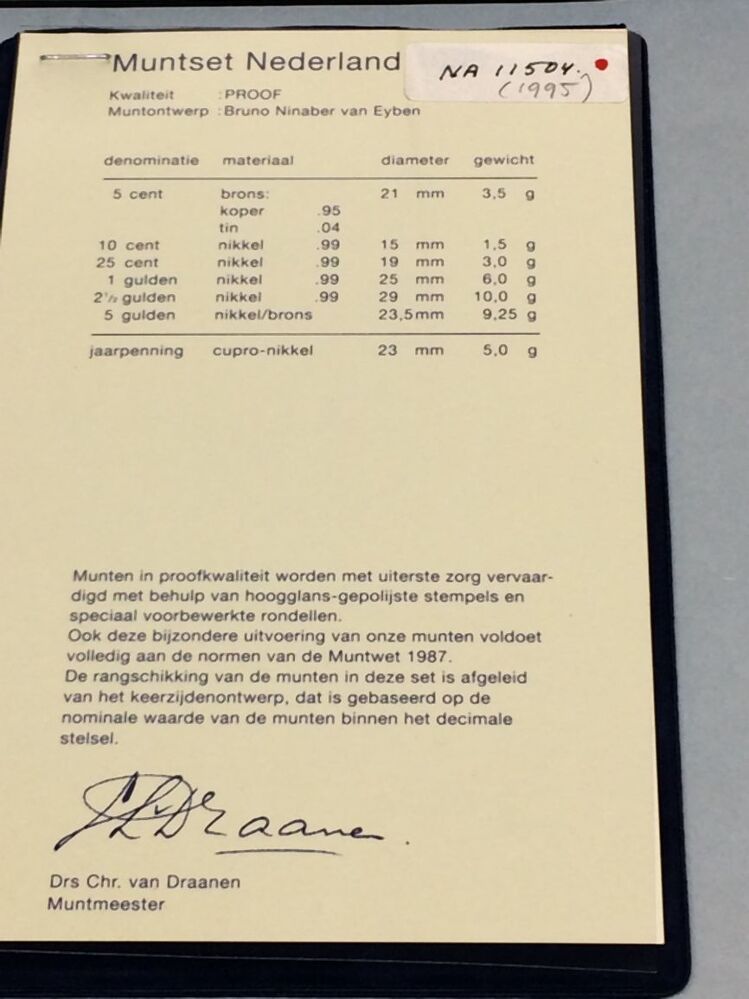 Muntset Nederland
NA 11504.
(1995)
Kwaliteit : PROOF
Muntontwerp : Bruno Ninaber van Eyben
denominatie materiaal diameter gewicht
5 cent brons: 21 mm 3,5 g
koper .95
tin .04
10 cent nikkel .99 15 mm 1,5 g
25 cent nikkel .99 19 mm 3,0 g
1 gulden nikkel .99 25 mm 6,0 g
2½ gulden nikkel .99 29 mm 10,0 g
5 gulden nikkel/brons 23,5mm 9,25 g
jaarpenning cupro-nikkel 23 mm 5,0 g
Munten in proofkwaliteit worden met uiterste zorg vervaar-
digd met behulp van hoogglans-gepolijste stempels en
speciaal voorbewerkte rondellen.
Ook deze bijzondere uitvoering van onze munten voldoet
volledig aan de normen van de Muntwet 1987.
De rangschikking van de munten in deze set is afgeleid
van het keerzijdenontwerp, dat is gebaseerd op de
nominale waarde van de munten binnen het decimale
stelsel.
Draanen
Drs Chr. van Draanen
Muntmeester